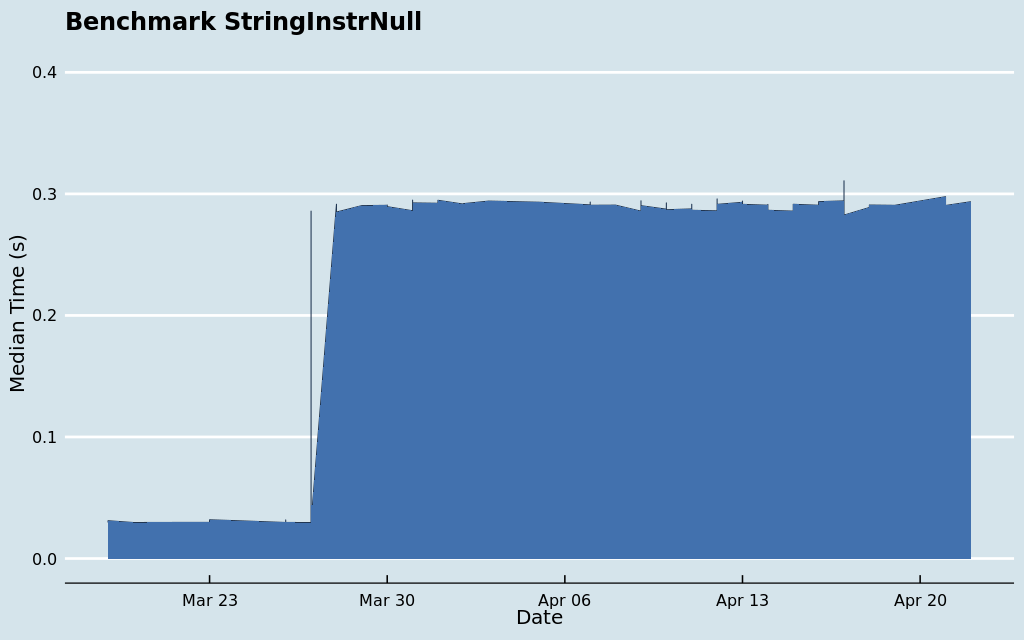 Benchmark StringInstrNull
Median Time (s)
0.4
0.3
0.2
0.1
0.0
Mar 23
Mar 30
Apr 06
Apr 13
Apr 20
Date